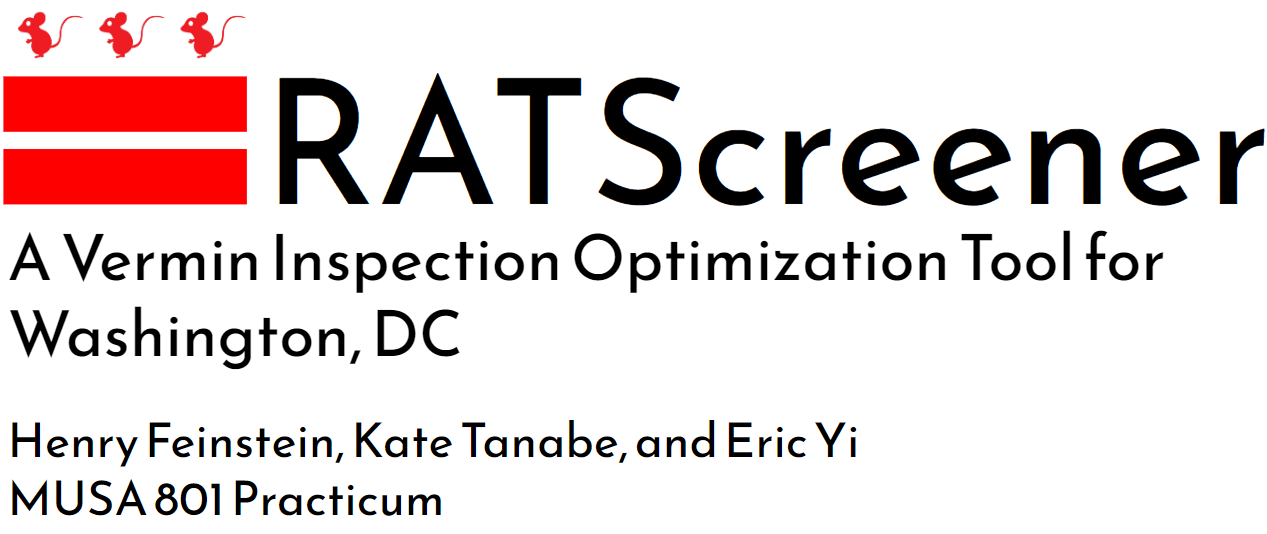 RATScreener
A Vermin Inspection Optimization Tool for
Washington, DC
Henry Feinstein, Kate Tanabe, and Eric Yi
MUSA 801 Practicum